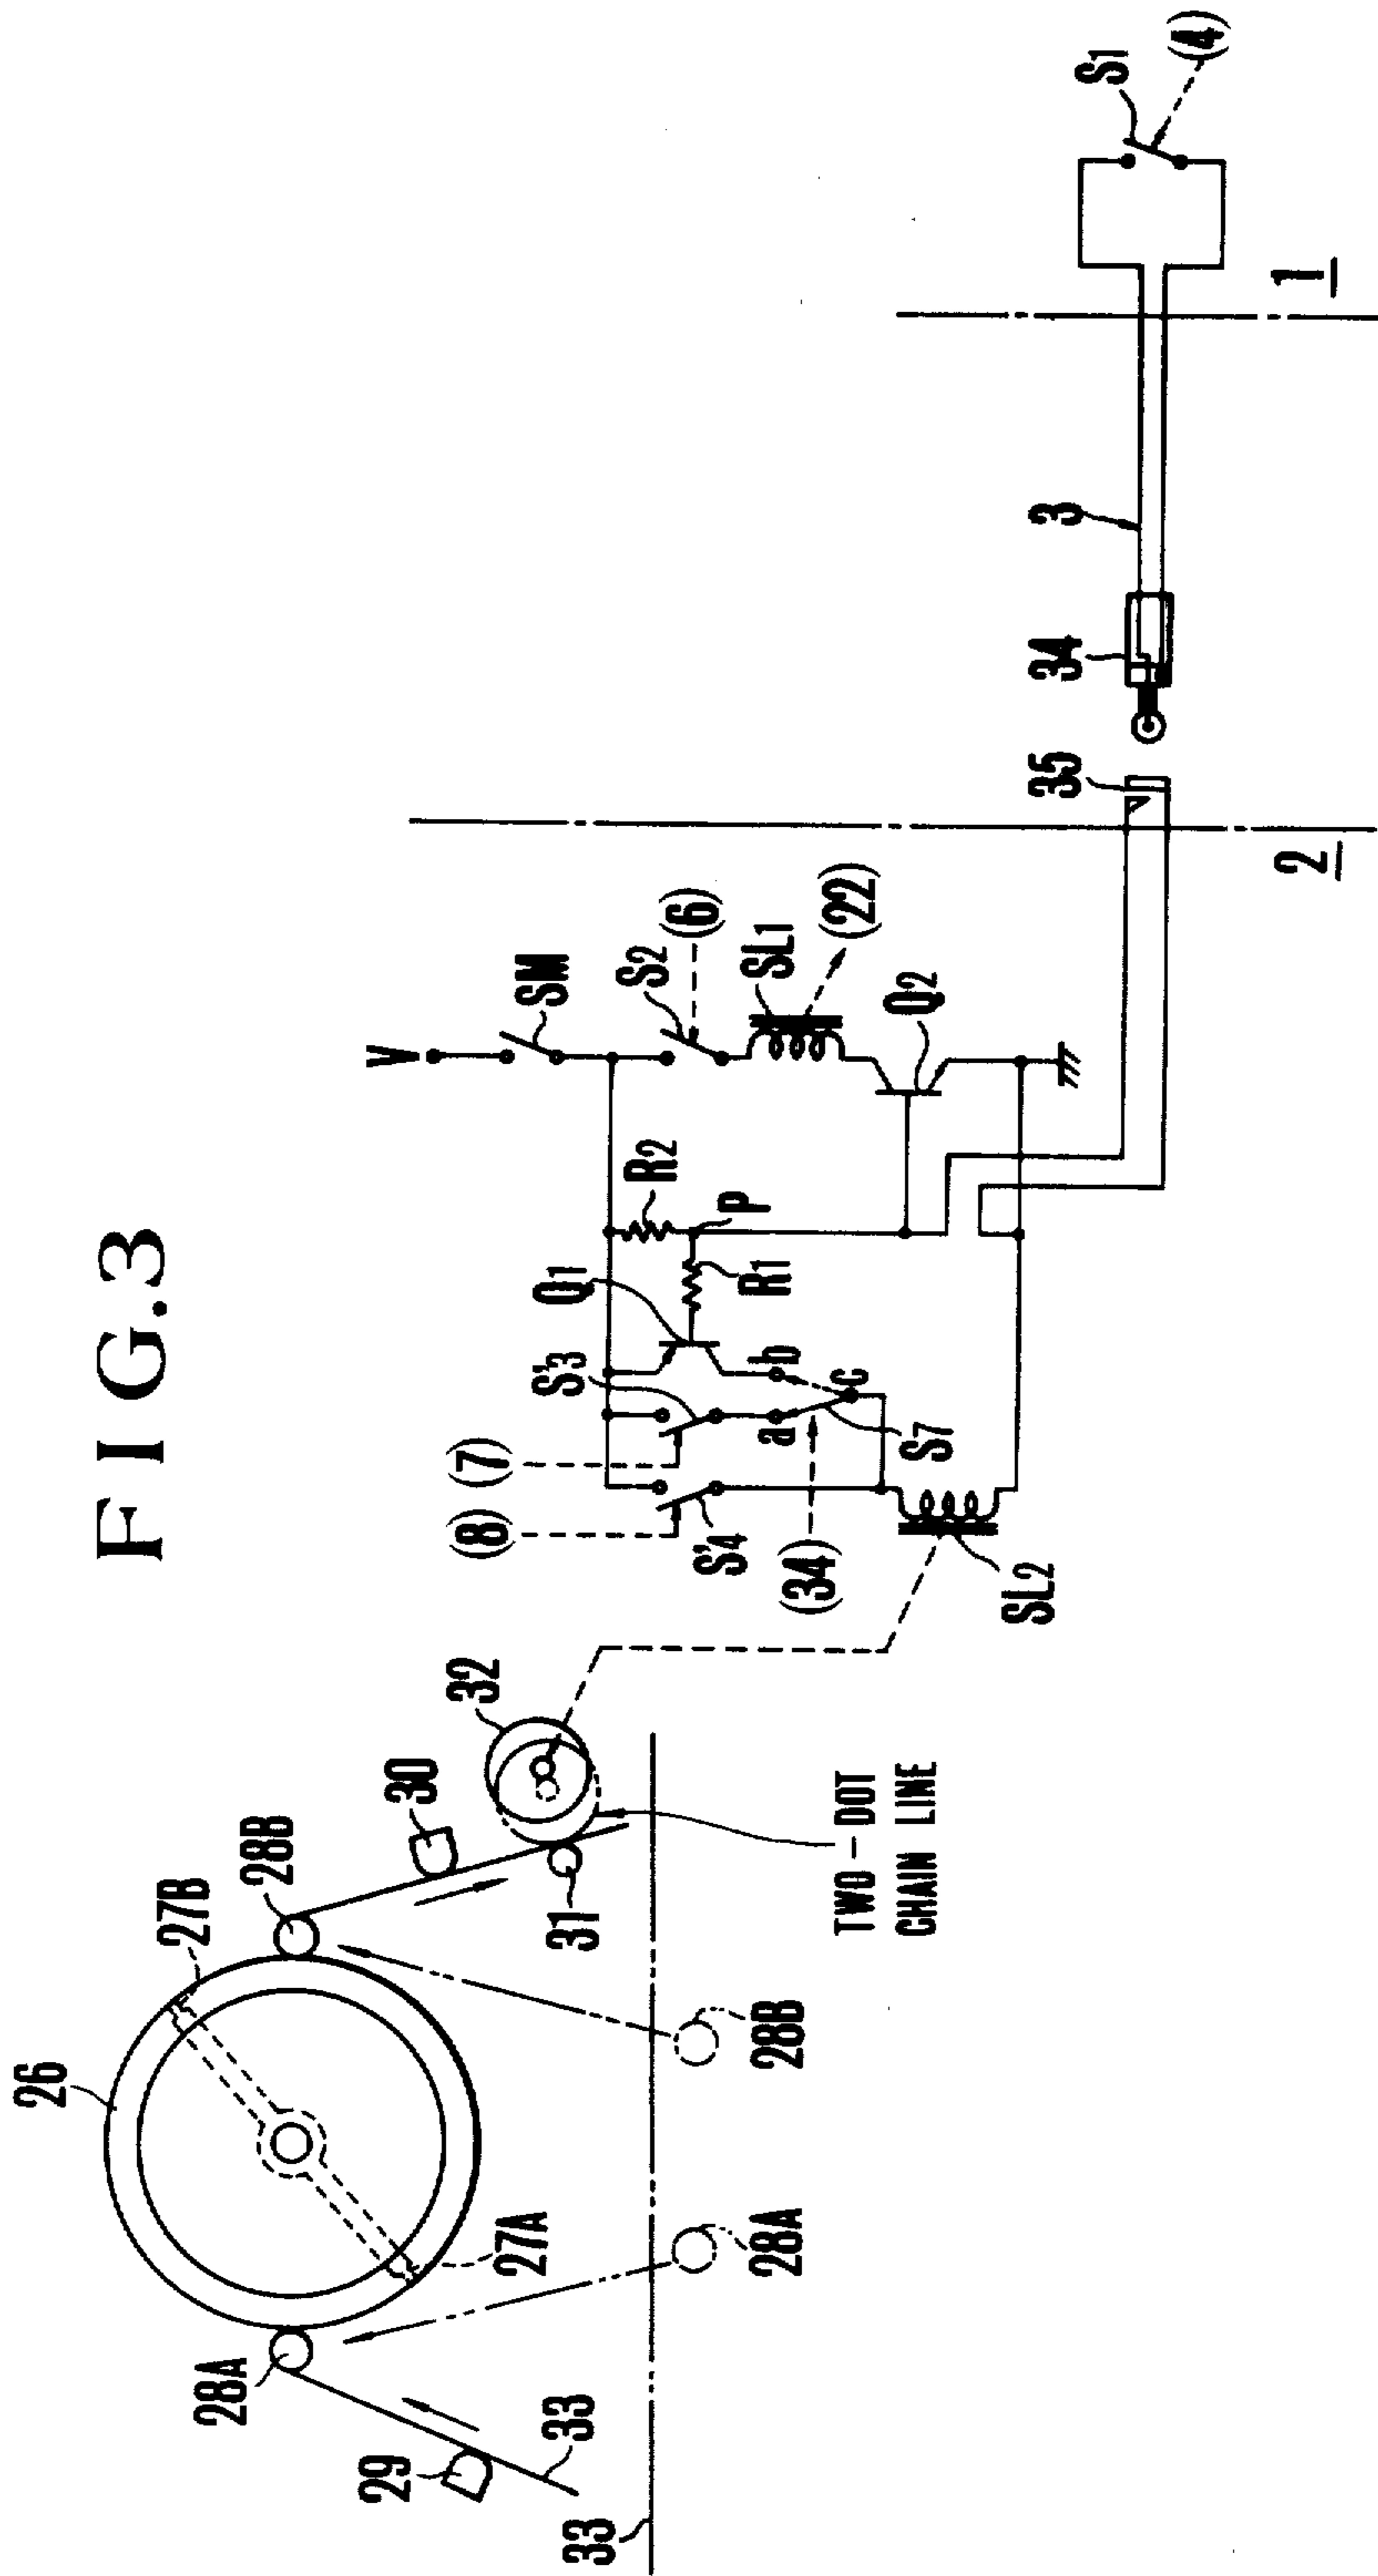 FIG.3
26
27B
28B
30
32
28A
27A
31
29
33
33
28A
28B
TWO-DOT
CHAIN LINE
(8)
(7)
S'4
S'3
Q1
R2
R1
P
a
b
c
S7
(34)
SL2
V
SM
S2
(6)
SL1
(22)
Q2
2
35
34
3
1
S1
(4)